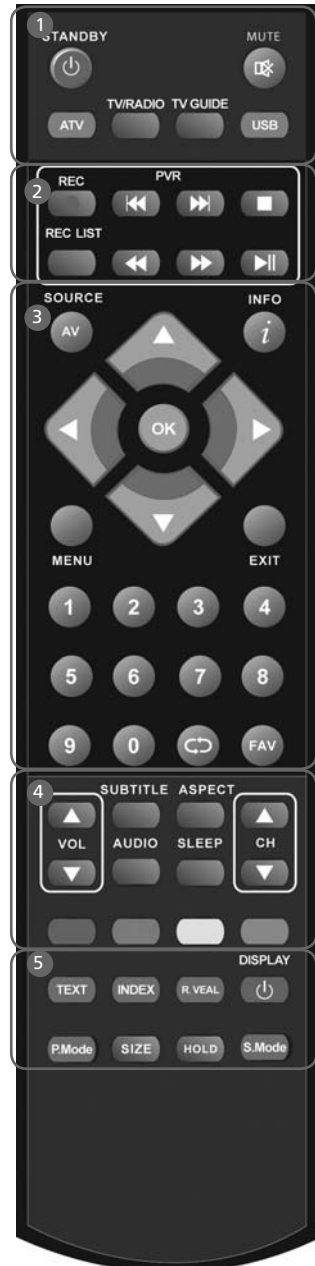 1
STANDBY MUTE
TV/RADIO TV GUIDE
ATV USB
2
REC PVR
REC LIST
3
SOURCE INFO
AV i
OK
MENU EXIT
1 2 3 4
5 6 7 8
9 0 FAV
4
SUBTITLE ASPECT
VOL AUDIO SLEEP CH
5
DISPLAY
TEXT INDEX R.VEAL
P.Mode SIZE HOLD S.Mode